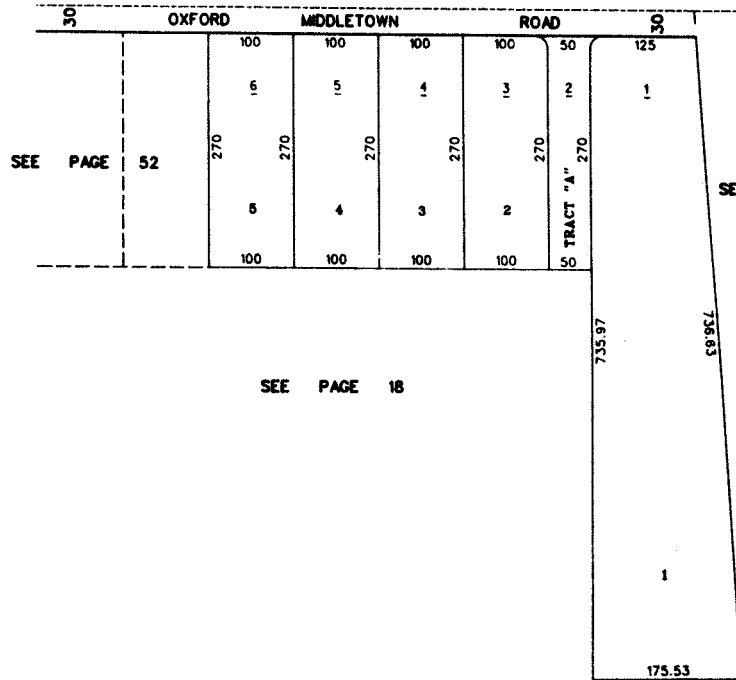 30 OXFORD MIDDLETOWN ROAD 30
100 100 100 100 50 125
6 5 4 3 2 1
270 270 270 270 270 270
SEE PAGE 52
SE
5 4 3 2 TRACT "A"
100 100 100 100 50
735.97
736.63
SEE PAGE 18
1
175.53